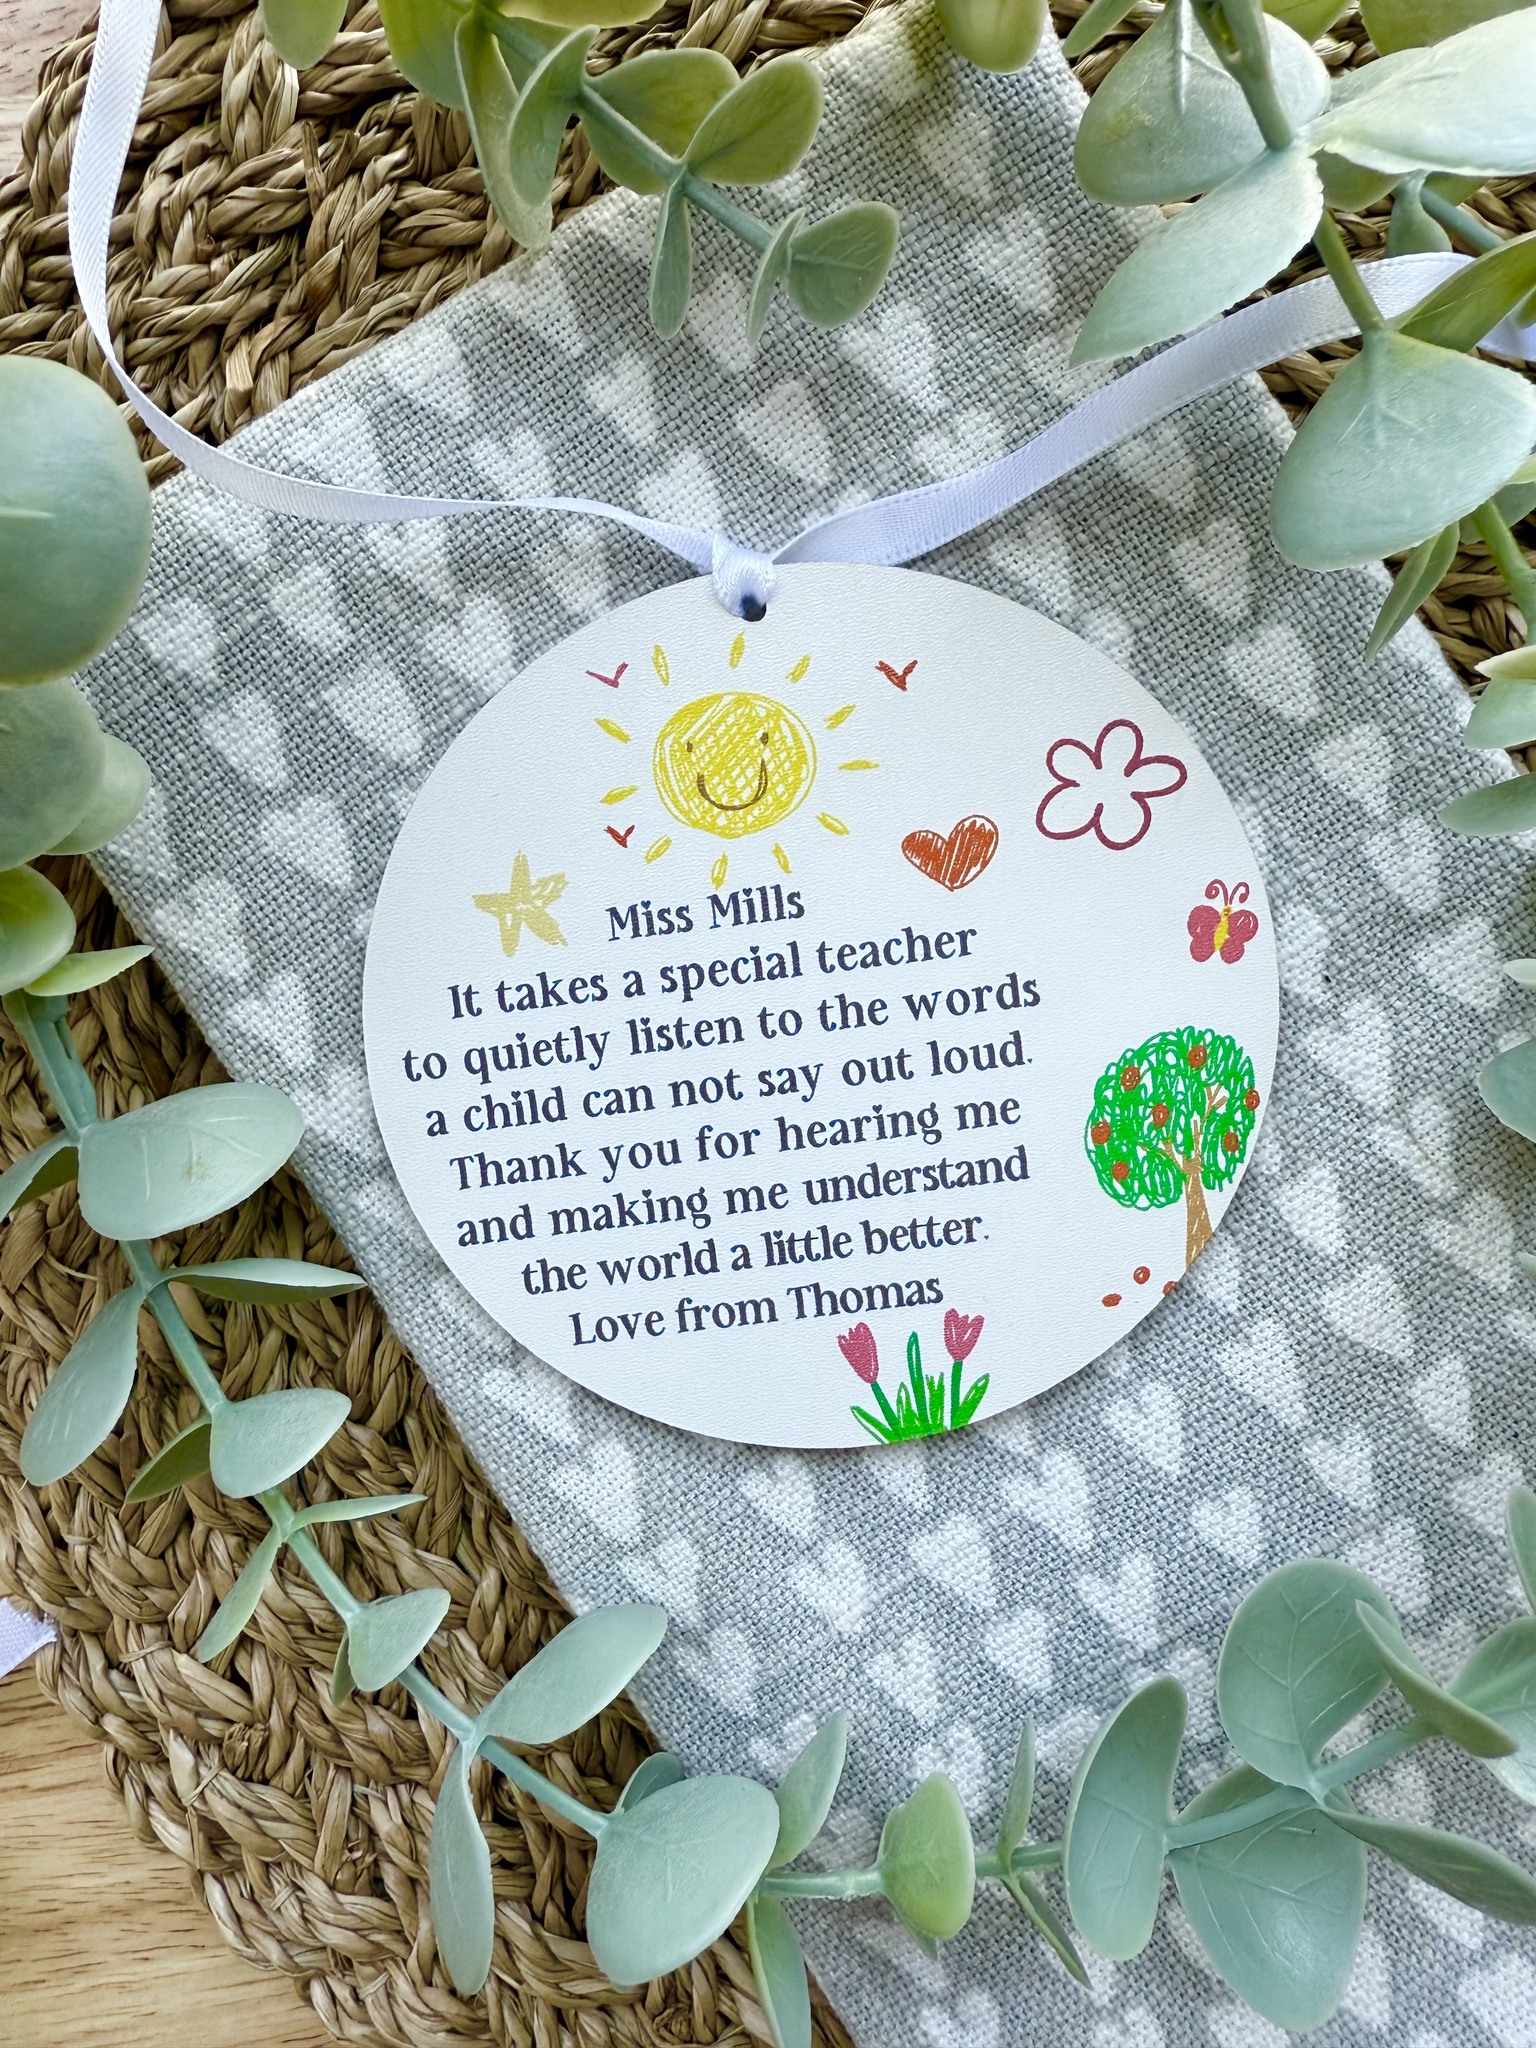 Miss Mills
It takes a special teacher
to quietly listen to the words
a child can not say out loud.
Thank you for hearing me
and making me understand
the world a little better.
Love from Thomas